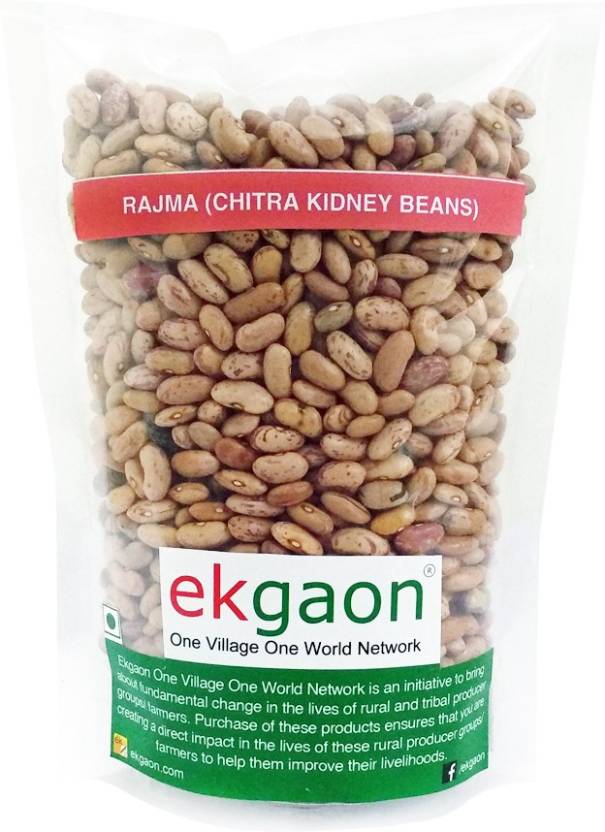 RAJMA (CHITRA KIDNEY BEANS)
ekgaon®
One Village One World Network
Ekgaon One Village One World Network is an initiative to bring
about fundamental change in the lives of rural and tribal producer
groups/ farmers. Purchase of these products ensures that you are
creating a direct impact in the lives of these rural producer groups/
farmers to help them improve their livelihoods.
ek
ekgaon.com
f /ekgaon